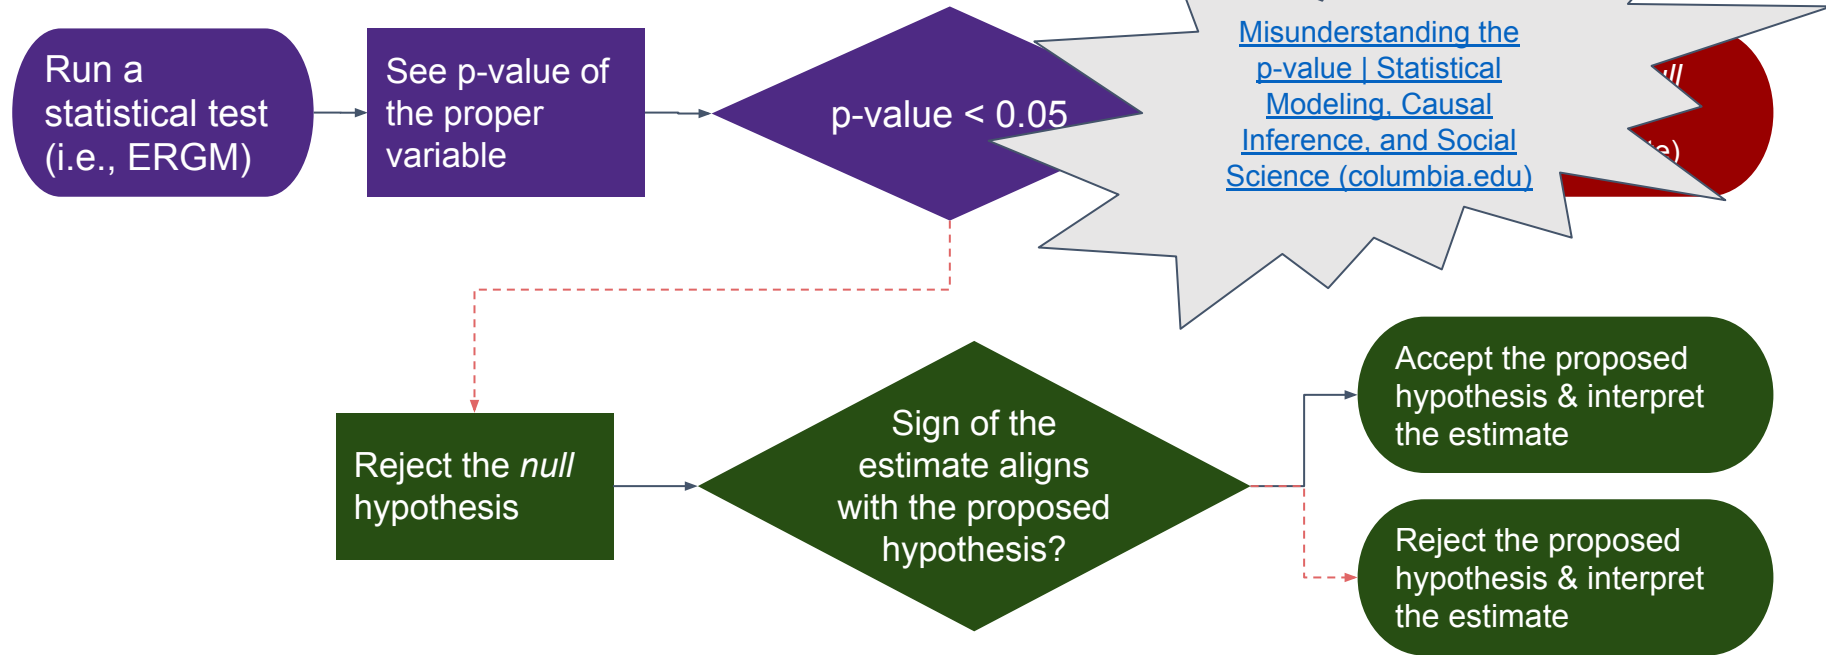 Run a
statistical test
(i.e., ERGM)
See p-value of
the proper
variable
p-value < 0.05
Misunderstanding the
p-value | Statistical
Modeling, Causal
Inference, and Social
Science (columbia.edu)
Reject the null
hypothesis
Sign of the
estimate aligns
with the proposed
hypothesis?
Accept the proposed
hypothesis & interpret
the estimate
Reject the proposed
hypothesis & interpret
the estimate